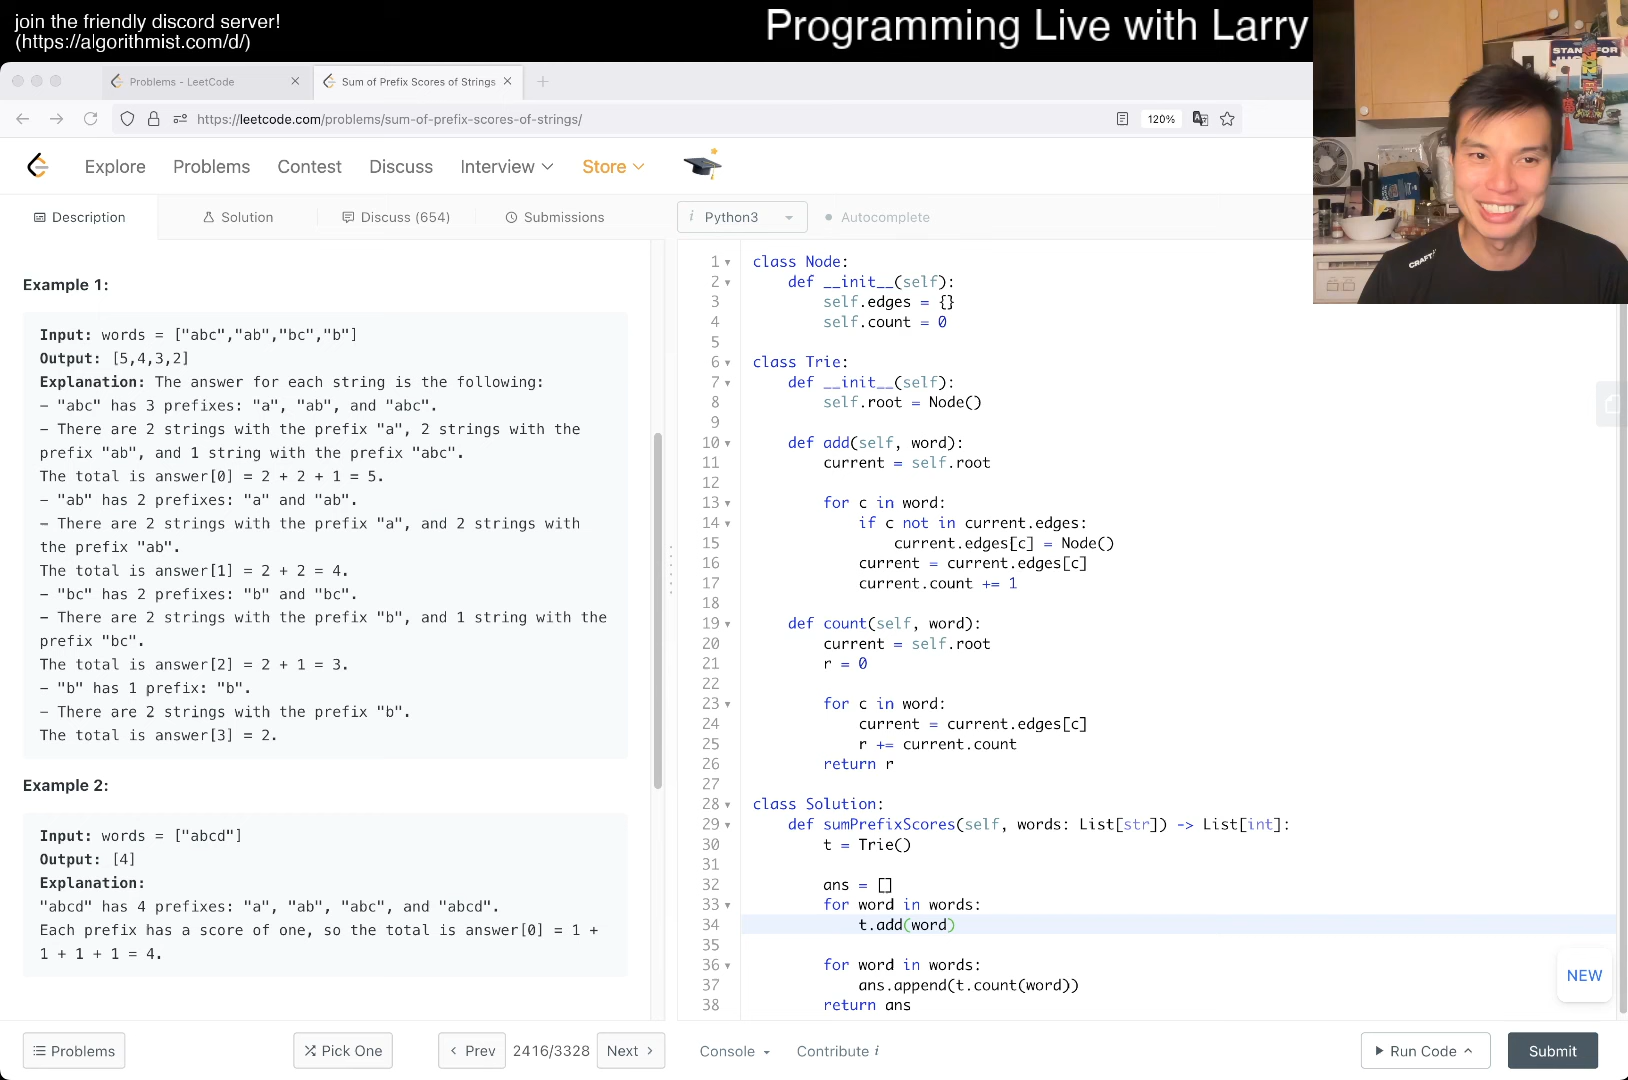 join the friendly discord server!
(https://algorithmist.com/d/)
Programming Live with Larry
Problems - LeetCode
Sum of Prefix Scores of Strings
https://leetcode.com/problems/sum-of-prefix-scores-of-strings/
120%
Explore
Problems
Contest
Discuss
Interview
Store
Description
Solution
Discuss (654)
Submissions
i Python3
Autocomplete
Example 1:
Input: words = ["abc","ab","bc","b"]
Output: [5,4,3,2]
Explanation: The answer for each string is the following:
- "abc" has 3 prefixes: "a", "ab", and "abc".
- There are 2 strings with the prefix "a", 2 strings with the
prefix "ab", and 1 string with the prefix "abc".
The total is answer[0] = 2 + 2 + 1 = 5.
- "ab" has 2 prefixes: "a" and "ab".
- There are 2 strings with the prefix "a", and 2 strings with
the prefix "ab".
The total is answer[1] = 2 + 2 = 4.
- "bc" has 2 prefixes: "b" and "bc".
- There are 2 strings with the prefix "b", and 1 string with the
prefix "bc".
The total is answer[2] = 2 + 1 = 3.
- "b" has 1 prefix: "b".
- There are 2 strings with the prefix "b".
The total is answer[3] = 2.
Example 2:
Input: words = ["abcd"]
Output: [4]
Explanation:
"abcd" has 4 prefixes: "a", "ab", "abc", and "abcd".
Each prefix has a score of one, so the total is answer[0] = 1 +
1 + 1 + 1 = 4.
1 class Node:
2 def __init__(self):
3 self.edges = {}
4 self.count = 0
5
6 class Trie:
7 def __init__(self):
8 self.root = Node()
9
10 def add(self, word):
11 current = self.root
12
13 for c in word:
14 if c not in current.edges:
15 current.edges[c] = Node()
16 current = current.edges[c]
17 current.count += 1
18
19 def count(self, word):
20 current = self.root
21 r = 0
22
23 for c in word:
24 current = current.edges[c]
25 r += current.count
26 return r
27
28 class Solution:
29 def sumPrefixScores(self, words: List[str]) -> List[int]:
30 t = Trie()
31
32 ans = []
33 for word in words:
34 t.add(word)
35
36 for word in words:
37 ans.append(t.count(word))
38 return ans
NEW
Problems
Pick One
Prev
2416/3328
Next
Console
Contribute i
Run Code
Submit
CRAFT